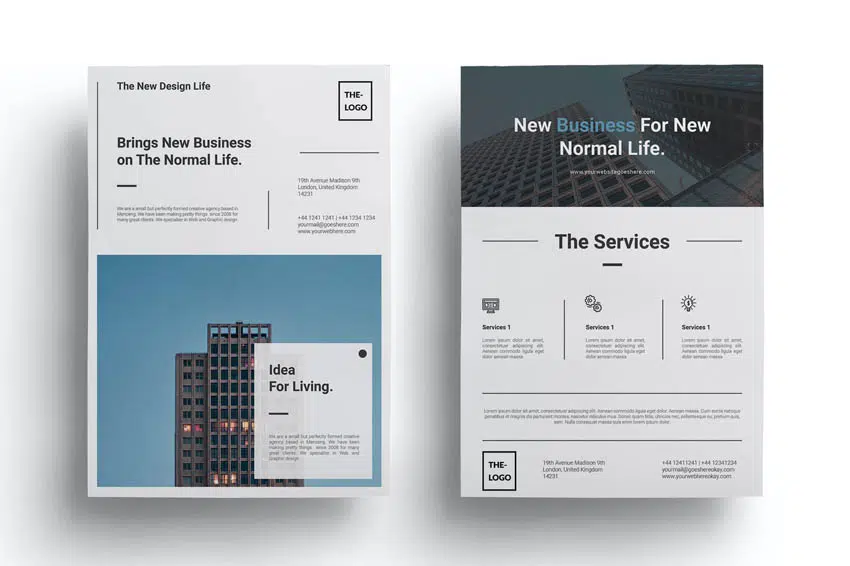 The New Design Life
THE-
LOGO
Brings New Business
on The Normal Life.
19th Avenue Madison 9th
London, United Kingdom
14231
We are a small but perfectly formed creative agency based in
Menceng. We have been making pretty things since 2008 for
many great clients. We specialise in Web and Graphic design
+44 1241 1241 | +44 1234 1234
yourmail@goeshere.com
www.yourwebhere.com
Idea
For Living.
We are a small but perfectly formed creative
agency based in Menceng. We have been
making pretty things since 2008 for many
great clients. We specialise in Web and
Graphic design
New Business For New
Normal Life.
www.yourwebsitegoeshere.com
The Services
Services 1
Lorem ipsum dolor sit amet,
consectetuer adipiscing elit.
Aenean commodo ligula eget
dolor enean massa
Services 1
Lorem ipsum dolor sit amet,
consectetuer adipiscing elit.
Aenean commodo ligula eget
dolor. Aenean massa
Services 1
Lorem ipsum dolor sit amet,
consectetuer adipiscing elit.
Aenean commodo ligula eget
dolor. Aenean massa
Lorem ipsum dolor sit amet, consectetuer adipiscing elit. Aenean commodo ligula eget dolor. Aenean massa. Cum sociis natoque
penatibus et magnis dis parturient montes, nascetur ridiculus mus. Donec quam felis, ultricies nec, pellentesque eu, pretium quis,
sem. Nulla consequat massa quis enim lorem ipsum dolor.
THE-
LOGO
19th Avenue Madison 9th
London, United Kingdom
14231
+44 12411241 | +44 12341234
yourmail@yourmailokay.com
www.yourwebhereokay.com